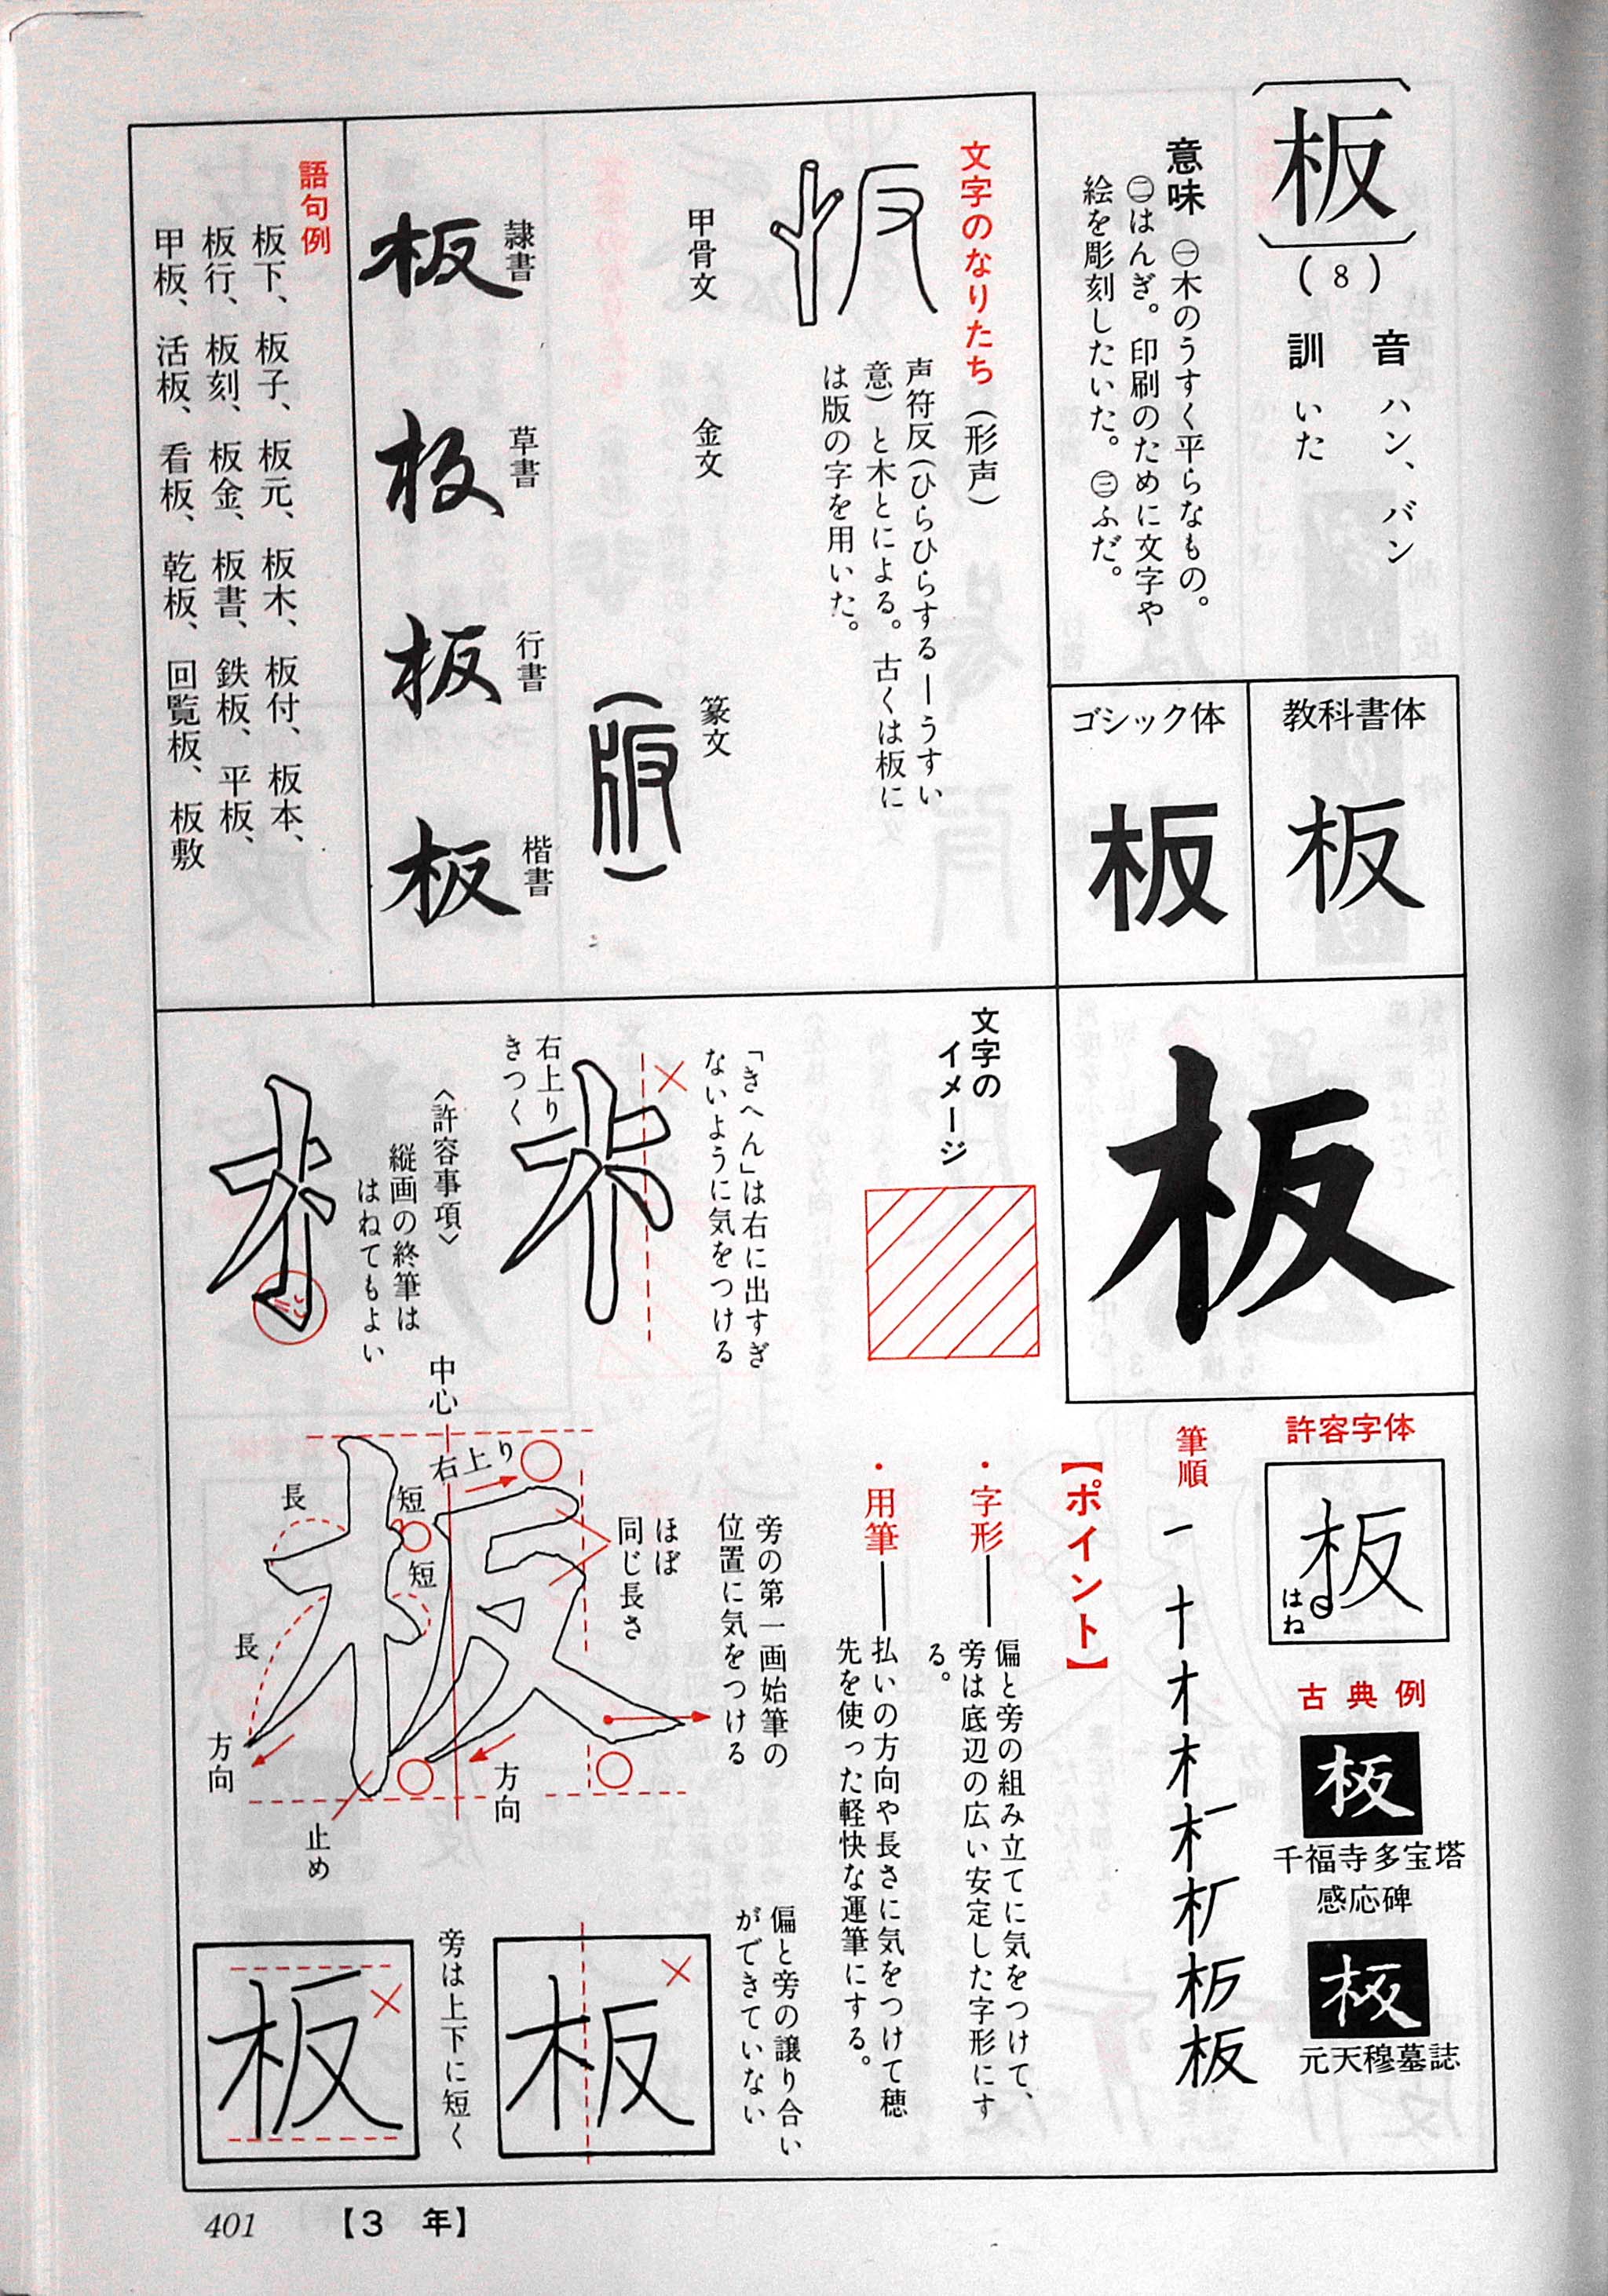 板
(8)
音 ハン、バン
訓 いた
意味 ㊀木のうすく平らなもの。
㊁はんぎ。印刷のために文字や
絵を彫刻したいた。㊂ふだ。
教科書体
板
ゴシック体
板
文字のなりたち(形声)
声符反(ひらひらする―うすい
意)と木とによる。古くは板に
は版の字を用いた。
甲骨文
金文
篆文
隷書
板
草書
板
行書
板
楷書
板
語句例
板下、板子、板元、板木、板付、板本、
板行、板刻、板金、板書、鉄板、平板、
甲板、活板、看板、乾板、回覧板、板敷
板
文字の
イメージ
「きへん」は右に出すぎ
ないように気をつける
右上り
きつく
〈許容事項〉
縦画の終筆は
はねてもよい
許容字体
板
はね
古典例
板
千福寺多宝塔
感応碑
板
元天穆墓誌
筆順
板
【ポイント】
・字形――偏と旁の組み立てに気をつけて、
旁は底辺の広い安定した字形にす
る。
・用筆――払いの方向や長さに気をつけて穂
先を使った軽快な運筆にする。
旁の第一画始筆の
位置に気をつける
ほぼ
同じ長さ
中心
右上り
長
短
短
長
方向
止め
方向
偏と旁の譲り合い
ができていない
板
旁は上下に短く
板
401
【3 年】